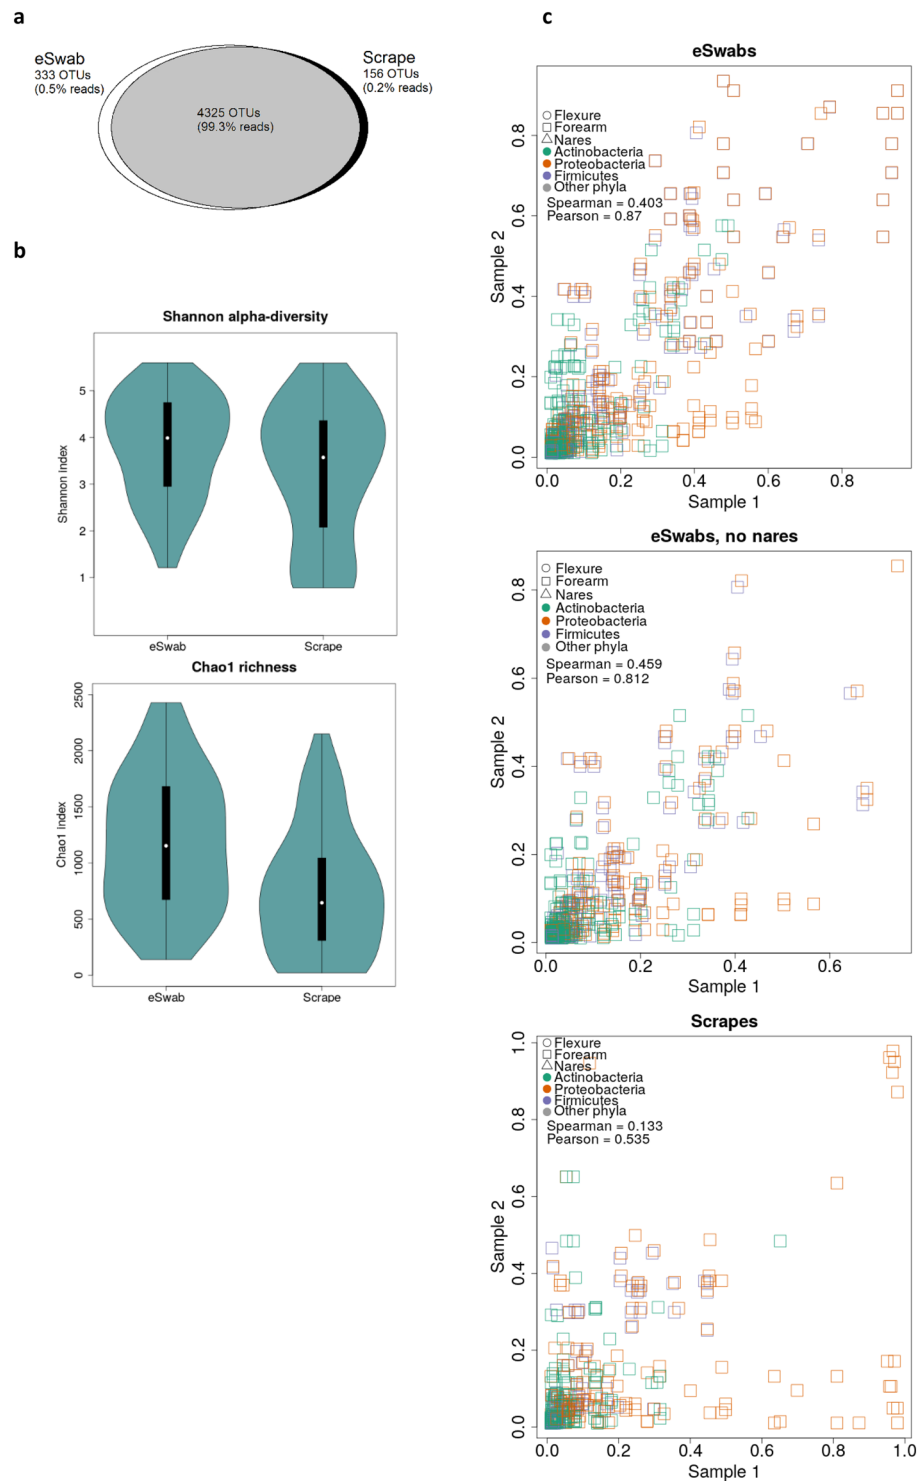 a
eSwab
333 OTUs
(0.5% reads)
4325 OTUs
(99.3% reads)
Scrape
156 OTUs
(0.2% reads)
b
Shannon alpha-diversity
Shannon Index
5
4
3
2
1
eSwab
Scrape
Chao1 richness
Chao1 Index
2500
2000
1500
1000
500
0
eSwab
Scrape
c
eSwabs
Flexure
Forearm
Nares
Actinobacteria
Proteobacteria
Firmicutes
Other phyla
Spearman = 0.403
Pearson = 0.87
Sample 2
0.8
0.6
0.4
0.2
0.0
0.0 0.2 0.4 0.6 0.8
Sample 1
eSwabs, no nares
Flexure
Forearm
Nares
Actinobacteria
Proteobacteria
Firmicutes
Other phyla
Spearman = 0.459
Pearson = 0.812
Sample 2
0.8
0.6
0.4
0.2
0.0
0.0 0.2 0.4 0.6
Sample 1
Scrapes
Flexure
Forearm
Nares
Actinobacteria
Proteobacteria
Firmicutes
Other phyla
Spearman = 0.133
Pearson = 0.535
Sample 2
1.0
0.8
0.6
0.4
0.2
0.0
0.0 0.2 0.4 0.6 0.8 1.0
Sample 1